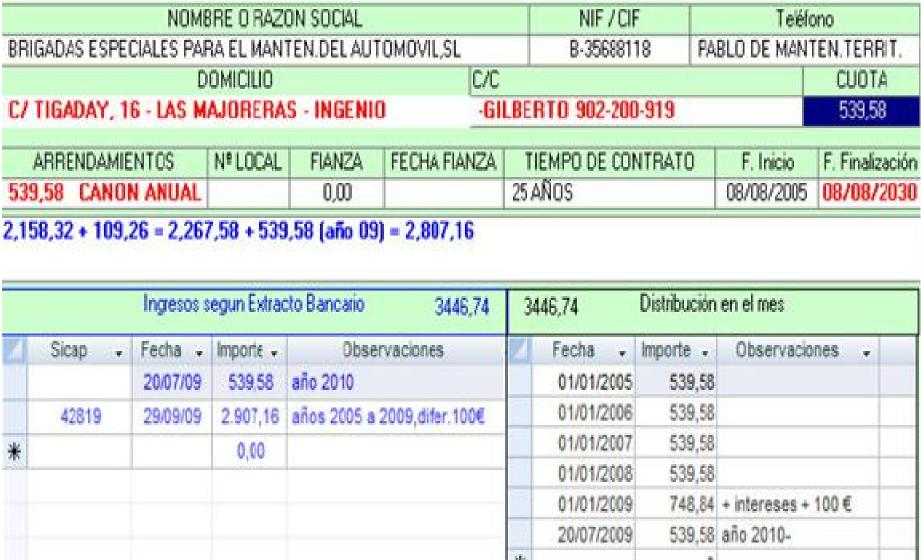 NOMBRE O RAZON SOCIAL NIF / CIF Teléfono
BRIGADAS ESPECIALES PARA EL MANTEN.DEL AUTOMOVIL,SL B-35688118 PABLO DE MANTEN.TERRIT.
DOMICILIO C/C CUOTA
C/ TIGADAY, 16 - LAS MAJORERAS - INGENIO -GILBERTO 902-200-919 539,58
ARRENDAMIENTOS Nº LOCAL FIANZA FECHA FIANZA TIEMPO DE CONTRATO F. Inicio F. Finalización
539,58 CANON ANUAL 0,00 25 AÑOS 08/08/2005 08/08/2030
2,158,32 + 109,26 = 2,267,58 + 539,58 (año 09) = 2,807,16
Ingresos segun Extracto Bancario 3446,74 3446,74 Distribución en el mes
Sicap Fecha Importe Observaciones Fecha Importe Observaciones
20/07/09 539,58 año 2010 01/01/2005 539,58
42819 29/09/09 2.907,16 años 2005 a 2009,difer.100€ 01/01/2006 539,58
0,00 01/01/2007 539,58
01/01/2008 539,58
01/01/2009 748,84 + intereses + 100 €
20/07/2009 539,58 año 2010-